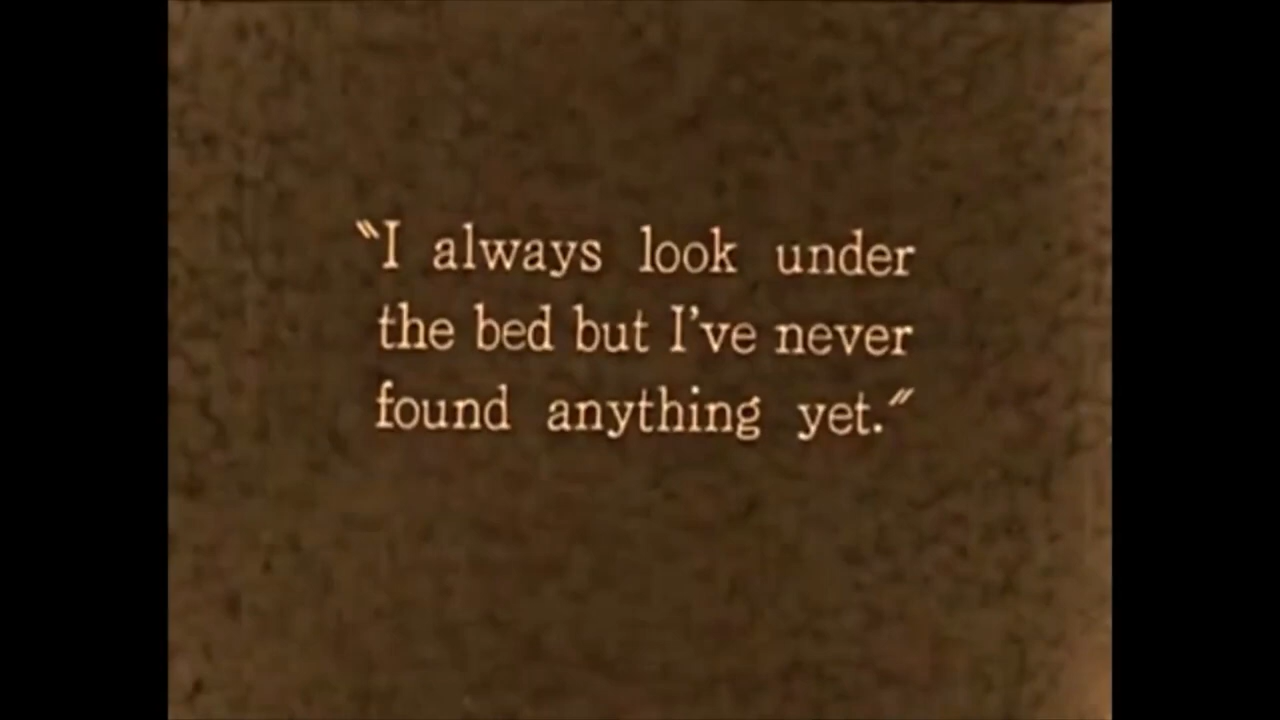 "I always look under
the bed but I've never
found anything yet."